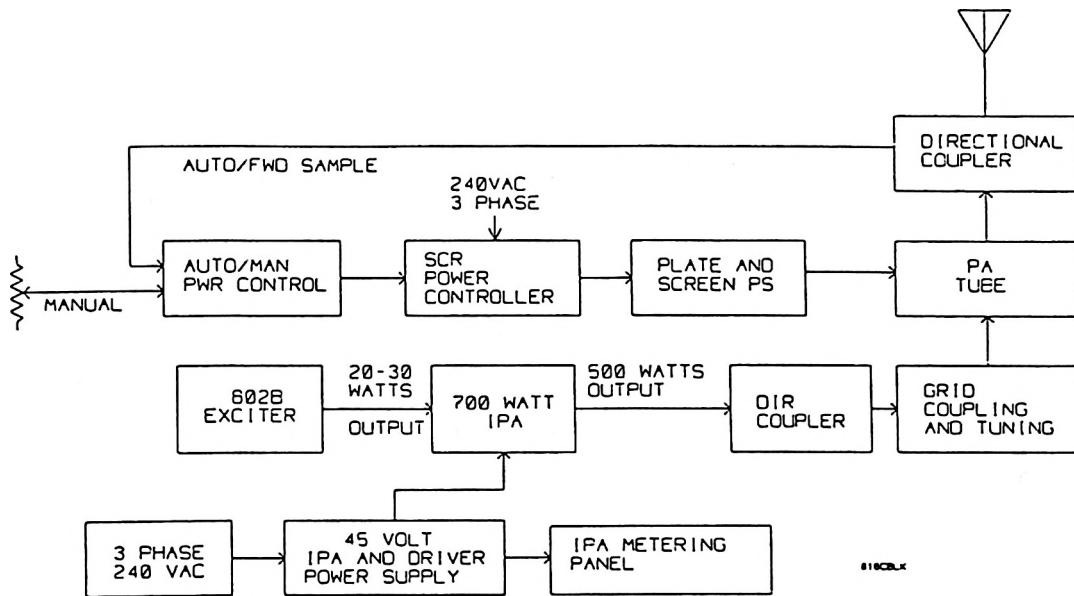 DIRECTIONAL
COUPLER
AUTO/FWD SAMPLE
240VAC
3 PHASE
AUTO/MAN
PWR CONTROL
SCR
POWER
CONTROLLER
PLATE AND
SCREEN PS
PA
TUBE
MANUAL
802B
EXCITER
20-30
WATTS
OUTPUT
700 WATT
IPA
500 WATTS
OUTPUT
DIR
COUPLER
GRID
COUPLING
AND TUNING
3 PHASE
240 VAC
45 VOLT
IPA AND DRIVER
POWER SUPPLY
IPA METERING
PANEL